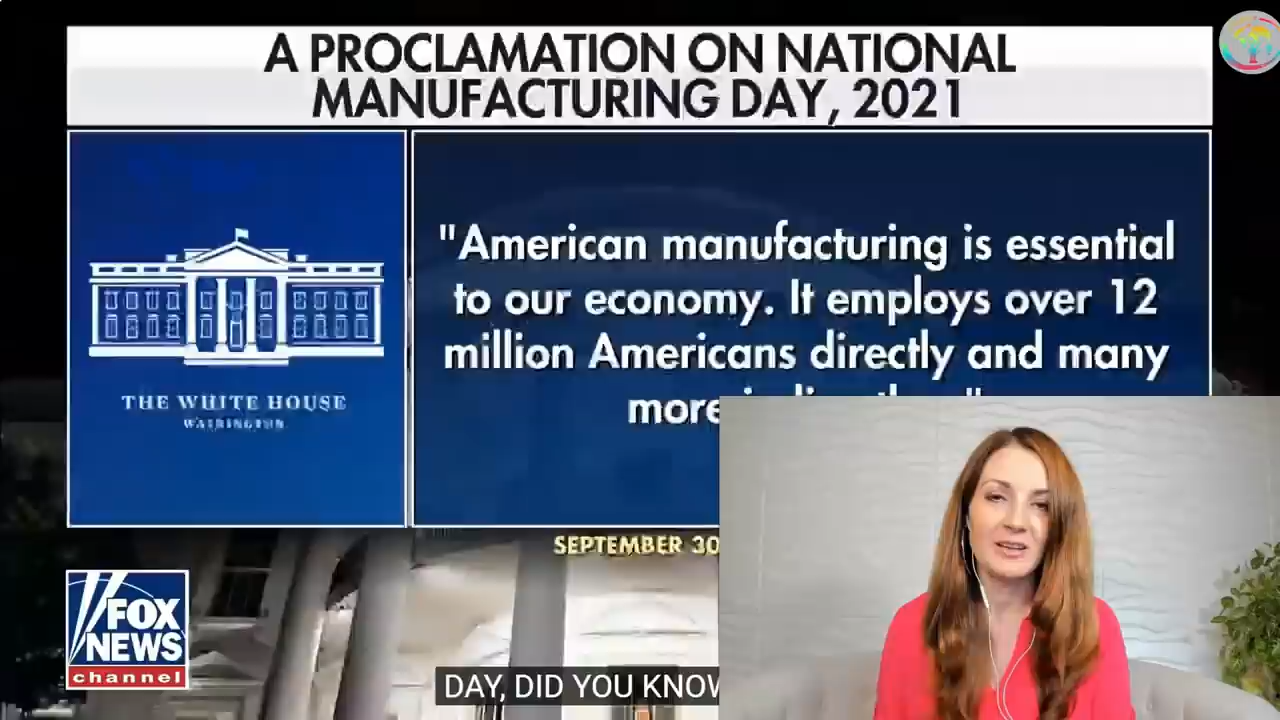 A PROCLAMATION ON NATIONAL
MANUFACTURING DAY, 2021
"American manufacturing is essential
to our economy. It employs over 12
million Americans directly and many
more
THE WHITE HOUSE
WASHINGTON
SEPTEMBER 30
FOX
NEWS
channel
DAY, DID YOU KNOW